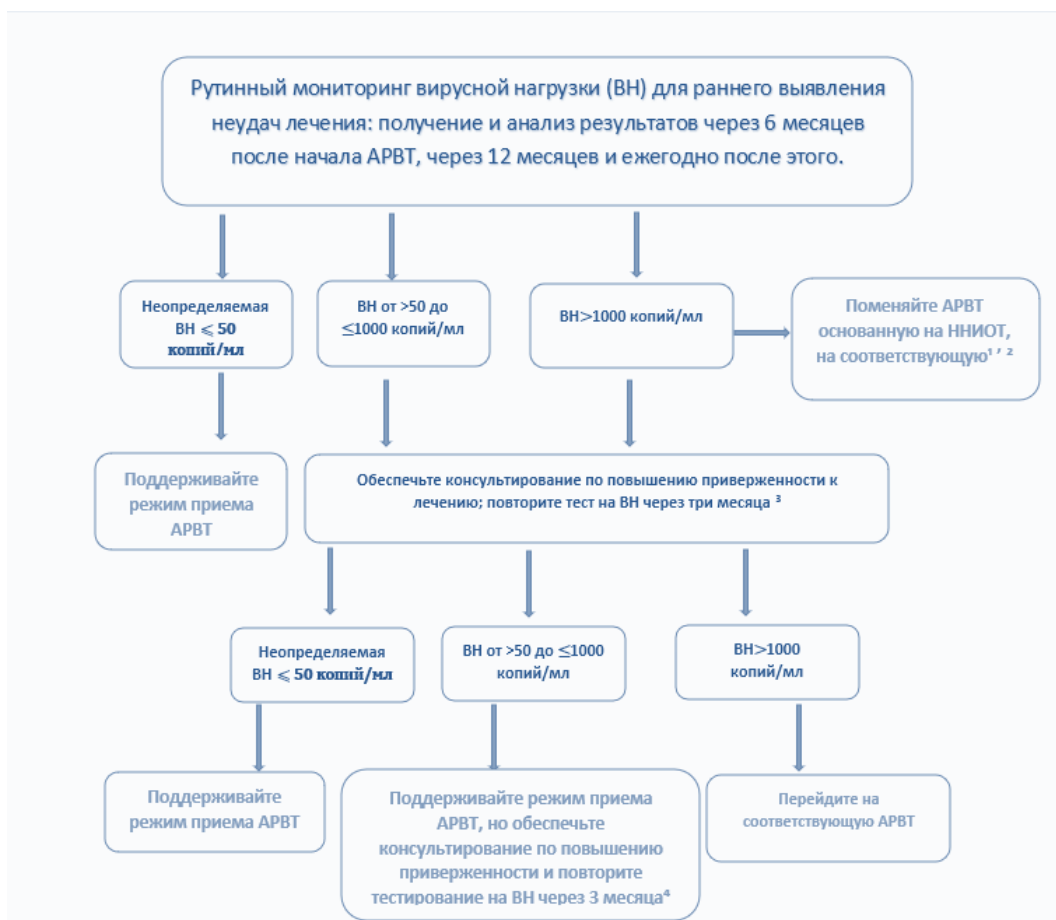 Рутинный мониторинг вирусной нагрузки (ВН) для раннего выявления
неудач лечения: получение и анализ результатов через 6 месяцев
после начала АРВТ, через 12 месяцев и ежегодно после этого.
Неопределяемая
ВН ⩽ 50
копий/мл
ВН от >50 до
≤1000 копий/мл
ВН>1000 копий/мл
Поменяйте АРВТ
основанную на ННИОТ,
на соответствующую¹ ’ ²
Поддерживайте
режим приема
АРВТ
Обеспечьте консультирование по повышению приверженности к
лечению; повторите тест на ВН через три месяца ³
Неопределяемая
ВН ⩽ 50 копий/мл
ВН от >50 до ≤1000
копий/мл
ВН>1000
копий/мл
Поддерживайте
режим приема АРВТ
Поддерживайте режим приема
АРВТ, но обеспечьте
консультирование по повышению
приверженности и повторите
тестирование на ВН через 3 месяца⁴
Перейдите на
соответствующую АРВТ